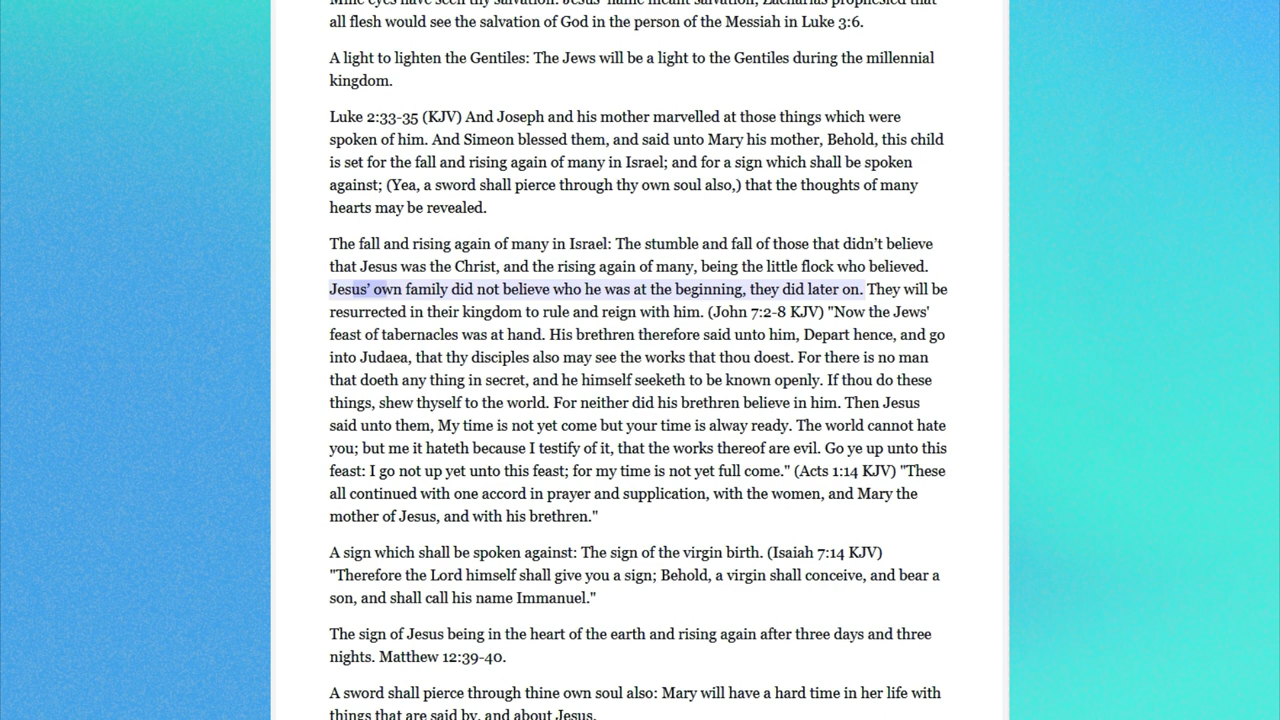 Mine eyes have seen thy salvation: Jesus' name meant salvation, Zacharias prophesied that
all flesh would see the salvation of God in the person of the Messiah in Luke 3:6.
A light to lighten the Gentiles: The Jews will be a light to the Gentiles during the millennial
kingdom.
Luke 2:33-35 (KJV) And Joseph and his mother marvelled at those things which were
spoken of him. And Simeon blessed them, and said unto Mary his mother, Behold, this child
is set for the fall and rising again of many in Israel; and for a sign which shall be spoken
against; (Yea, a sword shall pierce through thy own soul also,) that the thoughts of many
hearts may be revealed.
The fall and rising again of many in Israel: The stumble and fall of those that didn’t believe
that Jesus was the Christ, and the rising again of many, being the little flock who believed.
Jesus’ own family did not believe who he was at the beginning, they did later on. They will be
resurrected in their kingdom to rule and reign with him. (John 7:2-8 KJV) "Now the Jews'
feast of tabernacles was at hand. His brethren therefore said unto him, Depart hence, and go
into Judaea, that thy disciples also may see the works that thou doest. For there is no man
that doeth any thing in secret, and he himself seeketh to be known openly. If thou do these
things, shew thyself to the world. For neither did his brethren believe in him. Then Jesus
said unto them, My time is not yet come but your time is alway ready. The world cannot hate
you; but me it hateth because I testify of it, that the works thereof are evil. Go ye up unto this
feast: I go not up yet unto this feast; for my time is not yet full come." (Acts 1:14 KJV) "These
all continued with one accord in prayer and supplication, with the women, and Mary the
mother of Jesus, and with his brethren."
A sign which shall be spoken against: The sign of the virgin birth. (Isaiah 7:14 KJV)
"Therefore the Lord himself shall give you a sign; Behold, a virgin shall conceive, and bear a
son, and shall call his name Immanuel."
The sign of Jesus being in the heart of the earth and rising again after three days and three
nights. Matthew 12:39-40.
A sword shall pierce through thine own soul also: Mary will have a hard time in her life with
things that are said by, and about Jesus.